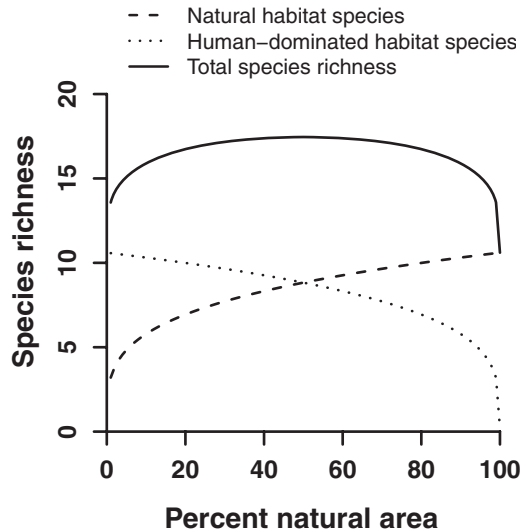 Natural habitat species
Human−dominated habitat species
Total species richness
20
15
10
5
0
Species richness
0 20 40 60 80 100
Percent natural area